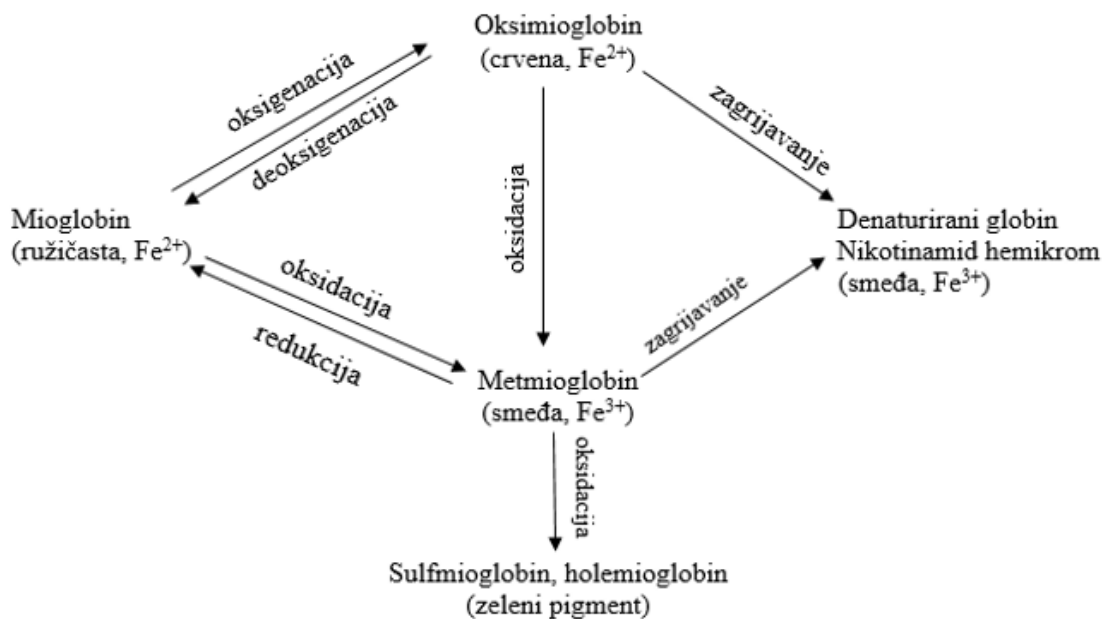 Oksimioglobin
(crvena, Fe²⁺)
oksigenacija
deoksigenacija
zagrijavanje
oksidacija
Mioglobin
(ružičasta, Fe²⁺)
Denaturirani globin
Nikotinamid hemikrom
(smeđa, Fe³⁺)
oksidacija
redukcija
zagrijavanje
Metmioglobin
(smeđa, Fe³⁺)
oksidacija
Sulfmioglobin, holemioglobin
(zeleni pigment)